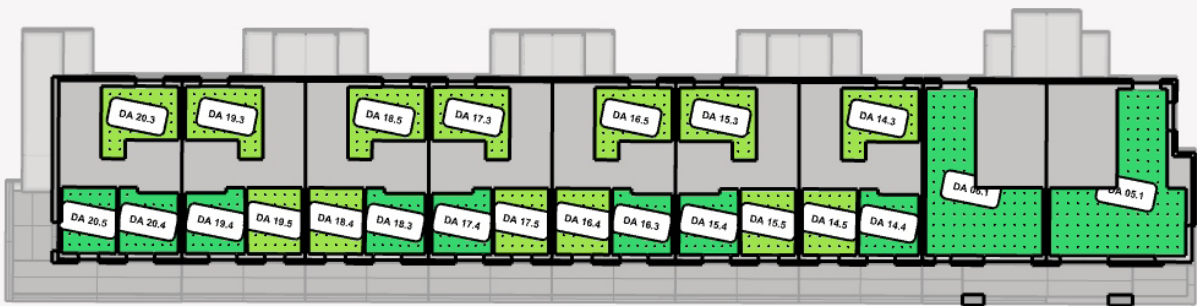 DA 20.3
DA 19.3
DA 18.5
DA 17.3
DA 16.5
DA 15.3
DA 14.3
DA 20.5
DA 20.4
DA 19.4
DA 19.5
DA 18.4
DA 18.3
DA 17.4
DA 17.5
DA 16.4
DA 16.3
DA 15.4
DA 15.5
DA 14.5
DA 14.4
DA 05.1